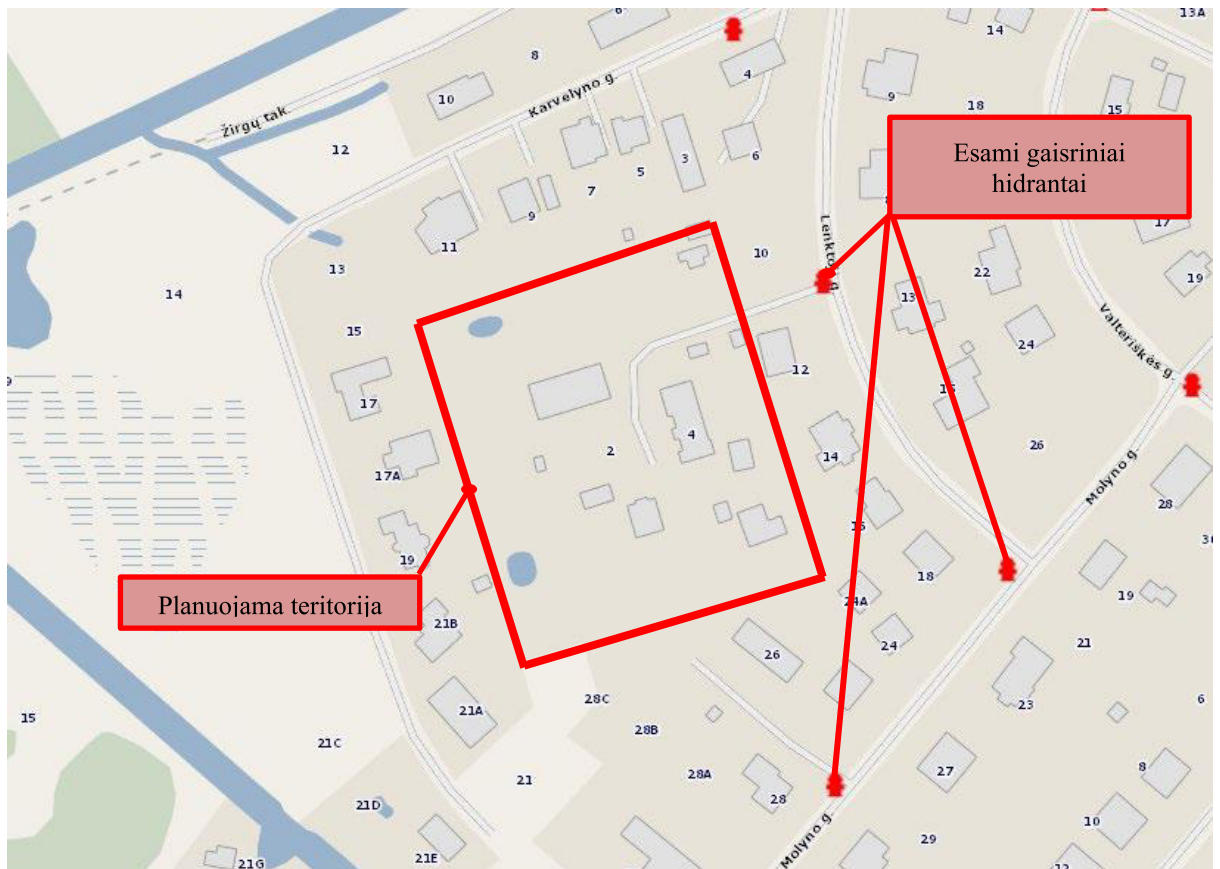 6
13A
14
8
4
10
Karvelyno g.
9
18
15
Žirgų tak.
12
3
6
5
7
Esami gaisriniai
hidrantai
9
11
17
Lenktoji g.
10
13
22
19
14
13
15
Valteriškės g.
24
12
15
17
2
4
14
26
Molyno g.
17A
28
16
19
30
18
Planuojama teritorija
24A
19
21B
24
26
21
23
28C
6
21A
15
28B
21C
28A
27
8
21
28
21D
10
Molyno g.
29
21E
21G
12